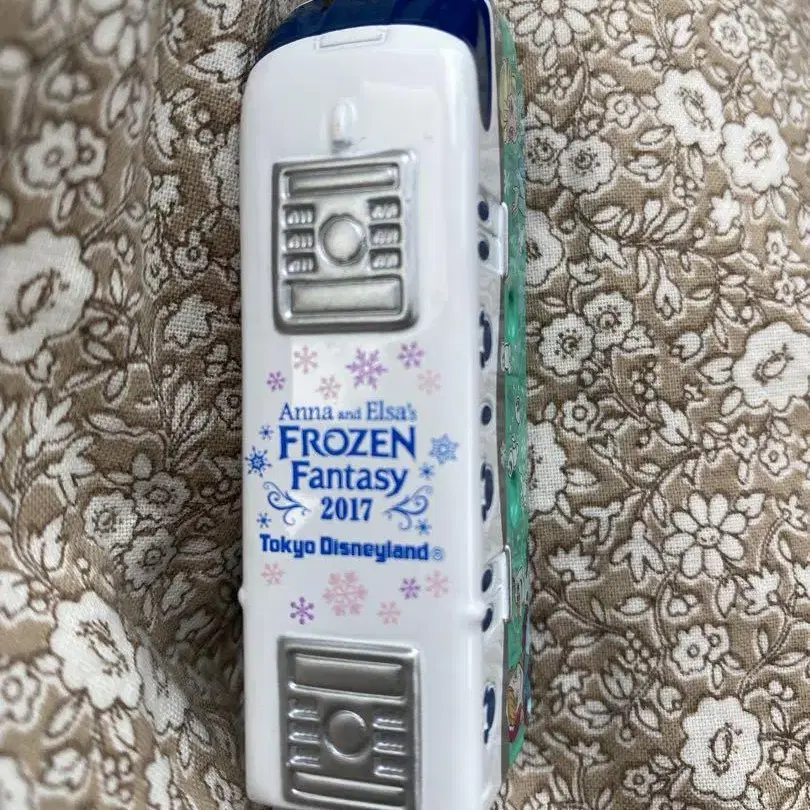 Anna and Elsa's
FROZEN
Fantasy
2017
Tokyo Disneyland®